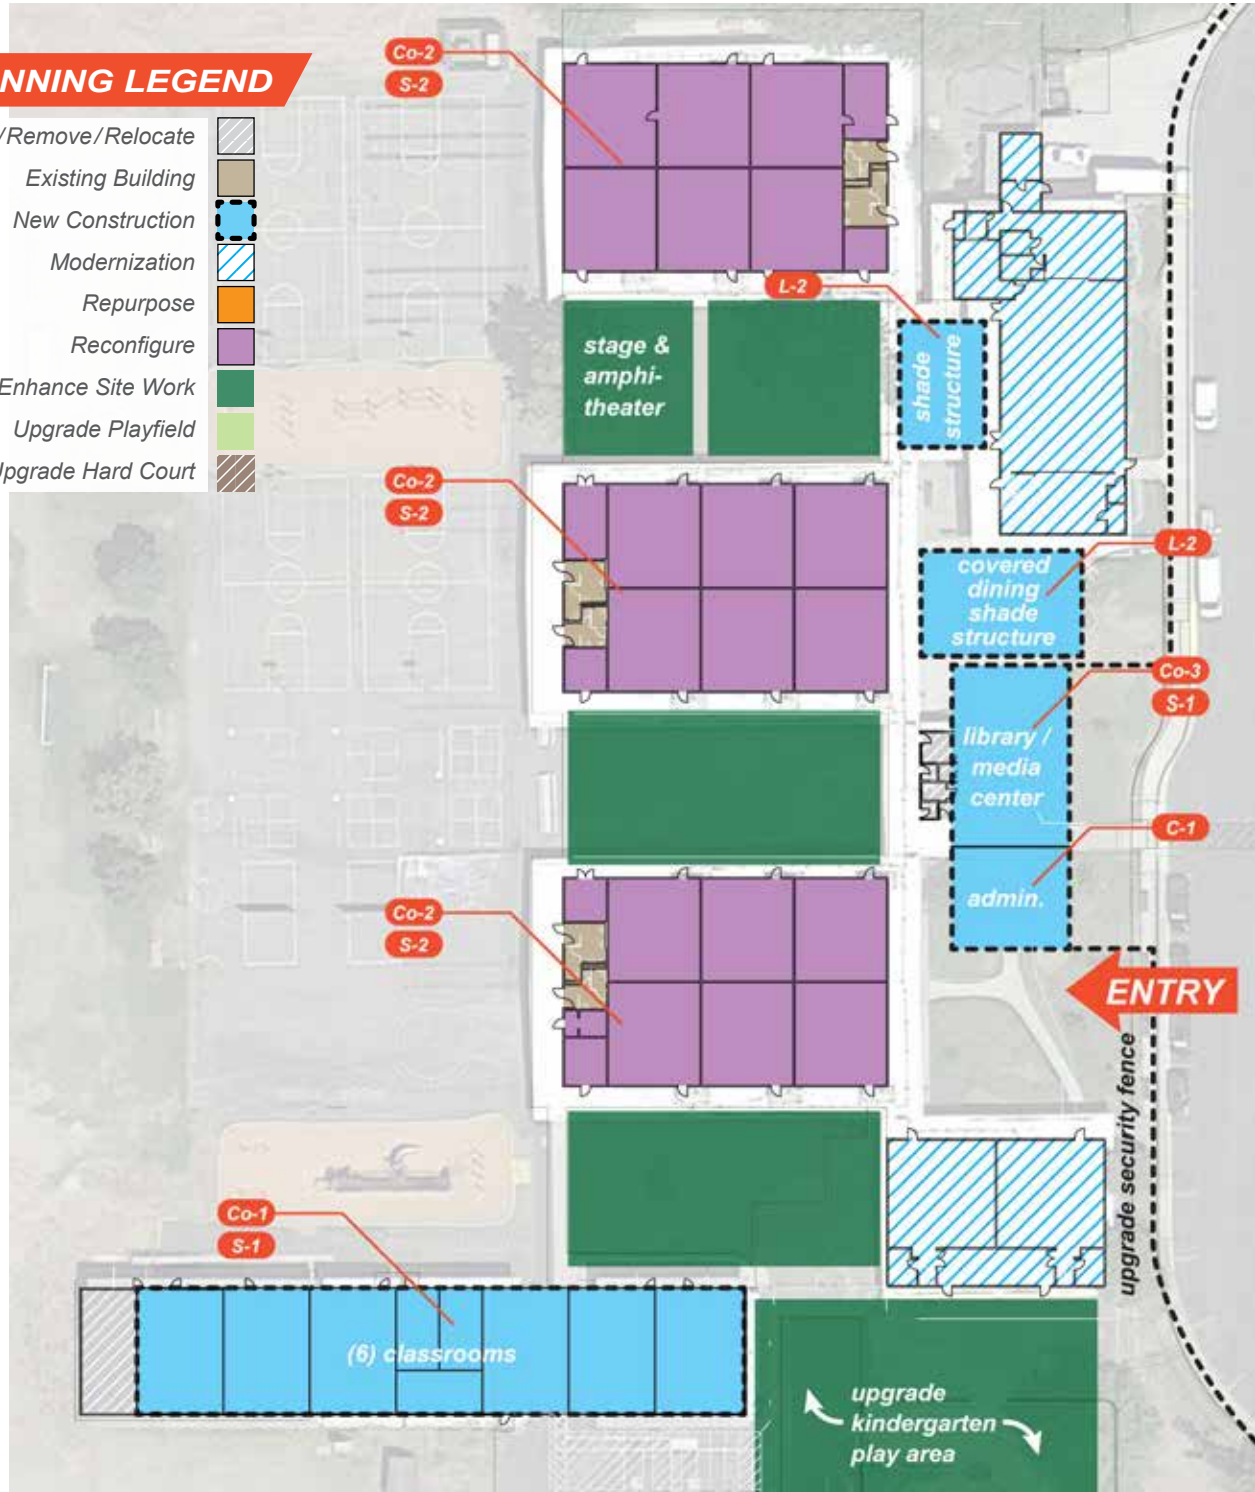 NNING LEGEND
/Remove/Relocate
Existing Building
New Construction
Modernization
Repurpose
Reconfigure
Enhance Site Work
Upgrade Playfield
Upgrade Hard Court
Co-2
S-2
L-2
stage &
amphi-
theater
shade
structure
Co-2
S-2
L-2
covered
dining
shade
structure
Co-3
S-1
library /
media
center
C-1
admin.
Co-2
S-2
ENTRY
upgrade security fence
Co-1
S-1
(6) classrooms
upgrade
kindergarten
play area